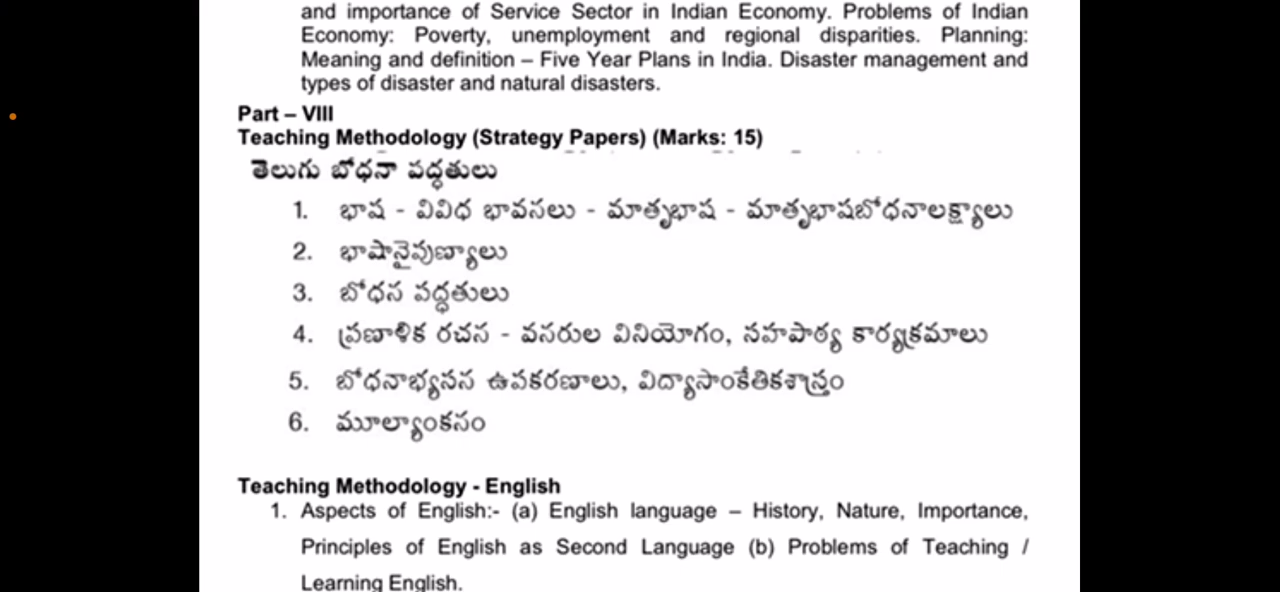 and importance of Service Sector in Indian Economy. Problems of Indian
Economy: Poverty, unemployment and regional disparities. Planning:
Meaning and definition – Five Year Plans in India. Disaster management and
types of disaster and natural disasters.
Part – VIII
Teaching Methodology (Strategy Papers) (Marks: 15)
తెలుగు బోధనా పద్ధతులు
1. భాష - వివిధ భావనలు - మాతృభాష - మాతృభాషబోధనాలక్ష్యాలు
2. భాషానైపుణ్యాలు
3. బోధన పద్ధతులు
4. ప్రణాళిక రచన - వనరుల వినియోగం, సహపాఠ్య కార్యక్రమాలు
5. బోధనాభ్యసన ఉపకరణాలు, విద్యాసాంకేతికశాస్త్రం
6. మూల్యాంకనం
Teaching Methodology - English
1. Aspects of English:- (a) English language – History, Nature, Importance,
Principles of English as Second Language (b) Problems of Teaching /
Learning English.